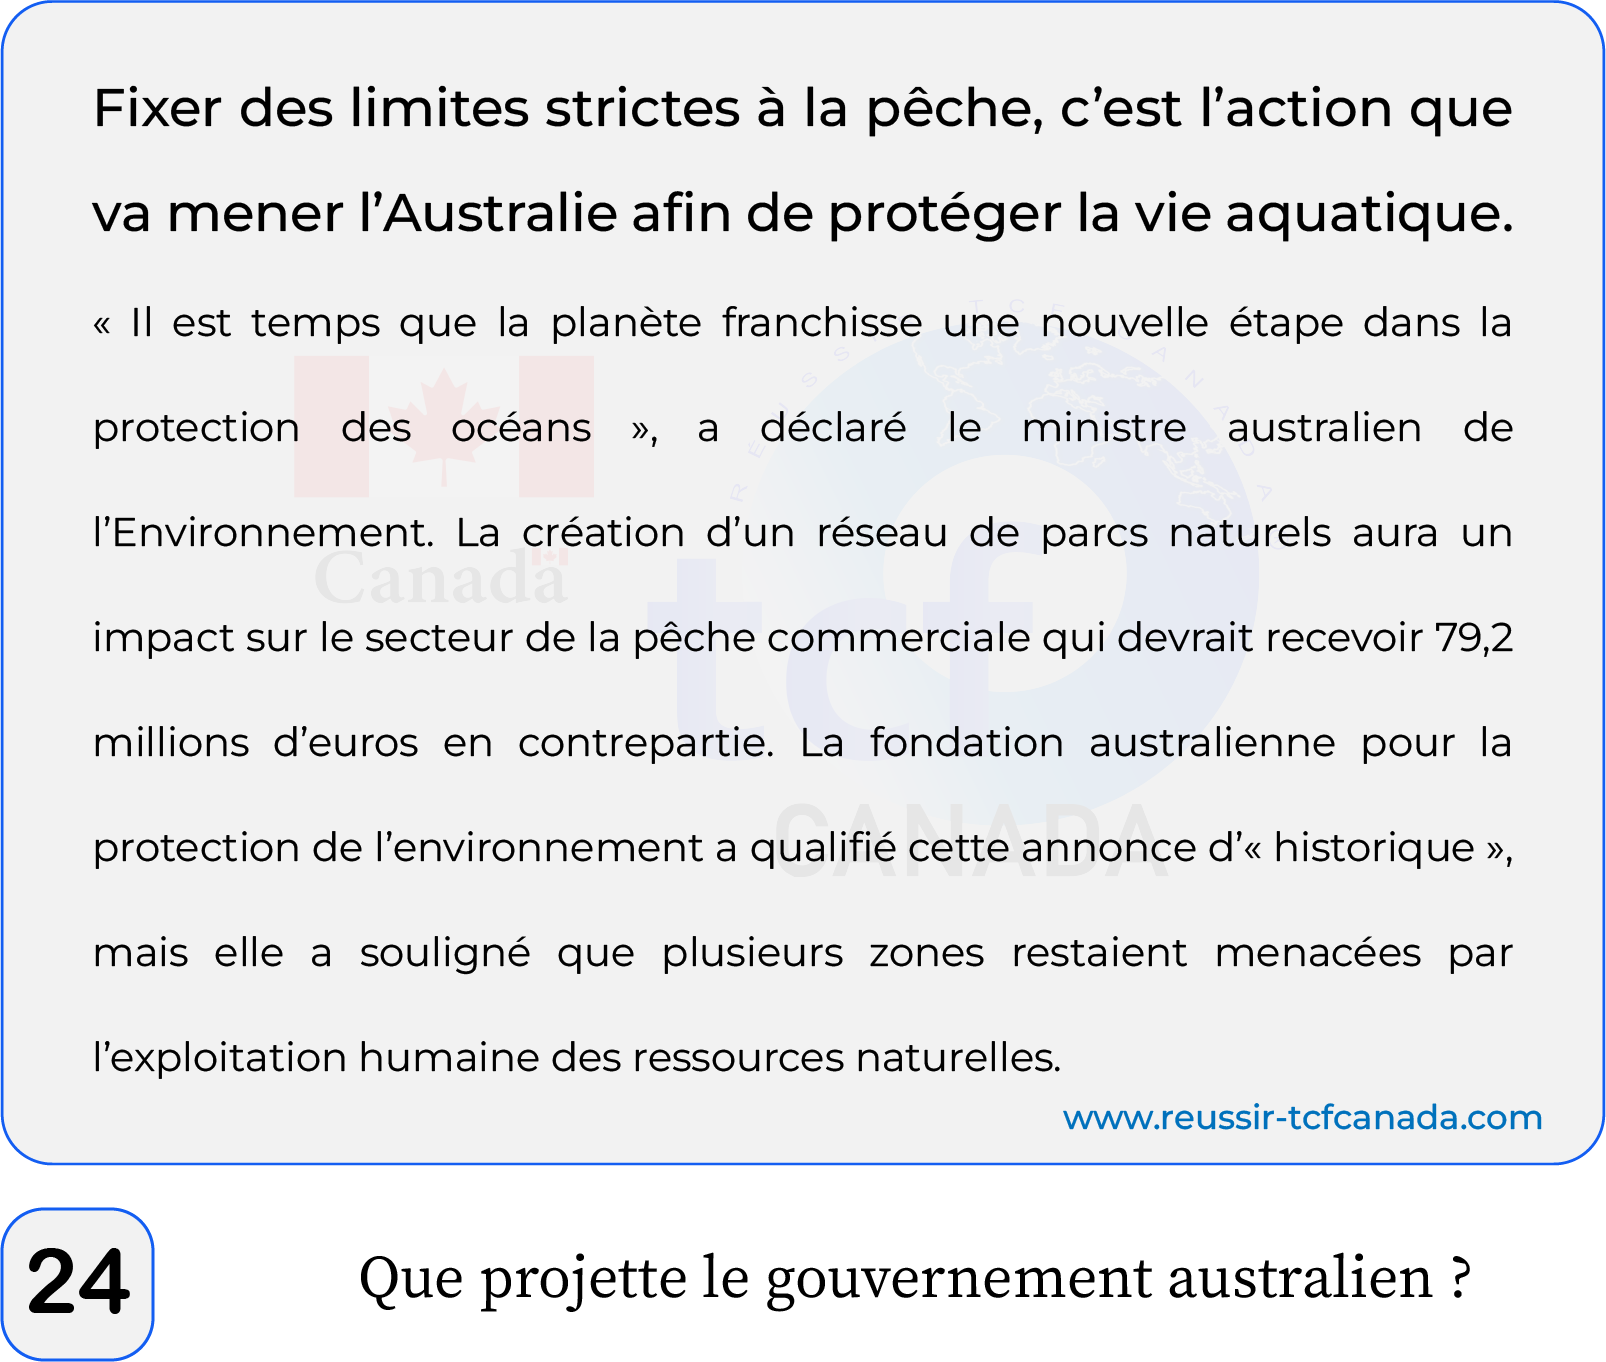 Fixer des limites strictes à la pêche, c’est l’action que
va mener l’Australie afin de protéger la vie aquatique.
« Il est temps que la planète franchisse une nouvelle étape dans la
protection des océans », a déclaré le ministre australien de
l’Environnement. La création d’un réseau de parcs naturels aura un
impact sur le secteur de la pêche commerciale qui devrait recevoir 79,2
millions d’euros en contrepartie. La fondation australienne pour la
protection de l’environnement a qualifié cette annonce d’« historique »,
mais elle a souligné que plusieurs zones restaient menacées par
l’exploitation humaine des ressources naturelles.
www.reussir-tcfcanada.com
RÉUSSIR TCF CANADA
Canada
tcf
CANADA
24
Que projette le gouvernement australien ?